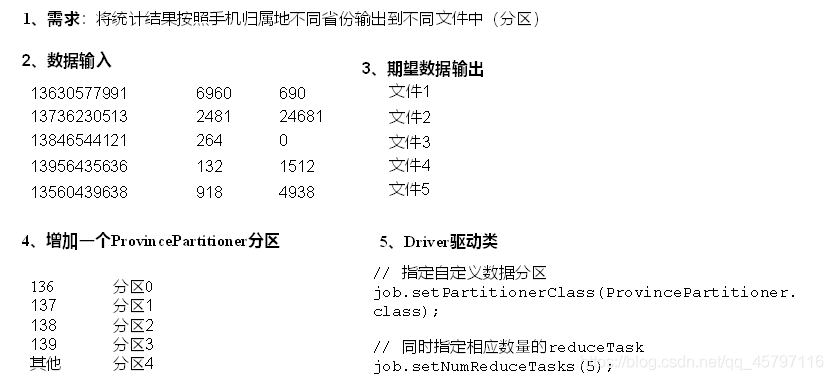 1、需求：将统计结果按照手机归属地不同省份输出到不同文件中（分区）
2、数据输入
13630577991 6960 690
13736230513 2481 24681
13846544121 264 0
13956435636 132 1512
13560439638 918 4938
3、期望数据输出
文件1
文件2
文件3
文件4
文件5
4、增加一个ProvincePartitioner分区
136 分区0
137 分区1
138 分区2
139 分区3
其他 分区4
5、Driver驱动类
// 指定自定义数据分区
job.setPartitionerClass(ProvincePartitioner.
class);
// 同时指定相应数量的reduceTask
job.setNumReduceTasks(5);
https://blog.csdn.net/qq_45797116